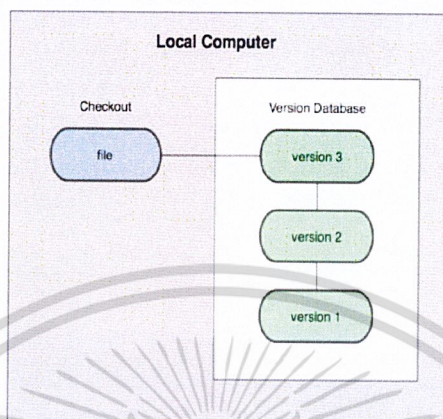 Local Computer
Checkout
Version Database
file
version 3
version 2
version 1